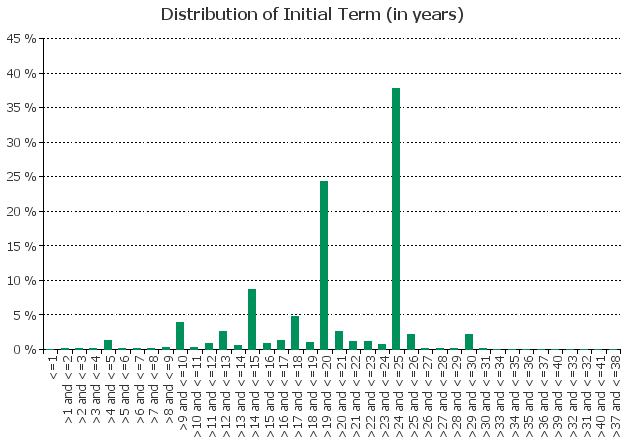 Distribution of Initial Term (in years)
45 %
40 %
35 %
30 %
25 %
20 %
15 %
10 %
5 %
0 %
<=1
>1 and <=2
>2 and <=3
>3 and <=4
>4 and <=5
>5 and <=6
>6 and <=7
>7 and <=8
>8 and <=9
>9 and <=10
>10 and <=11
>11 and <=12
>12 and <=13
>13 and <=14
>14 and <=15
>15 and <=16
>16 and <=17
>17 and <=18
>18 and <=19
>19 and <=20
>20 and <=21
>21 and <=22
>22 and <=23
>23 and <=24
>24 and <=25
>25 and <=26
>26 and <=27
>27 and <=28
>28 and <=29
>29 and <=30
>30 and <=31
>33 and <=34
>34 and <=35
>35 and <=36
>36 and <=37
>39 and <=40
>32 and <=33
>31 and <=32
>40 and <=41
>37 and <=38